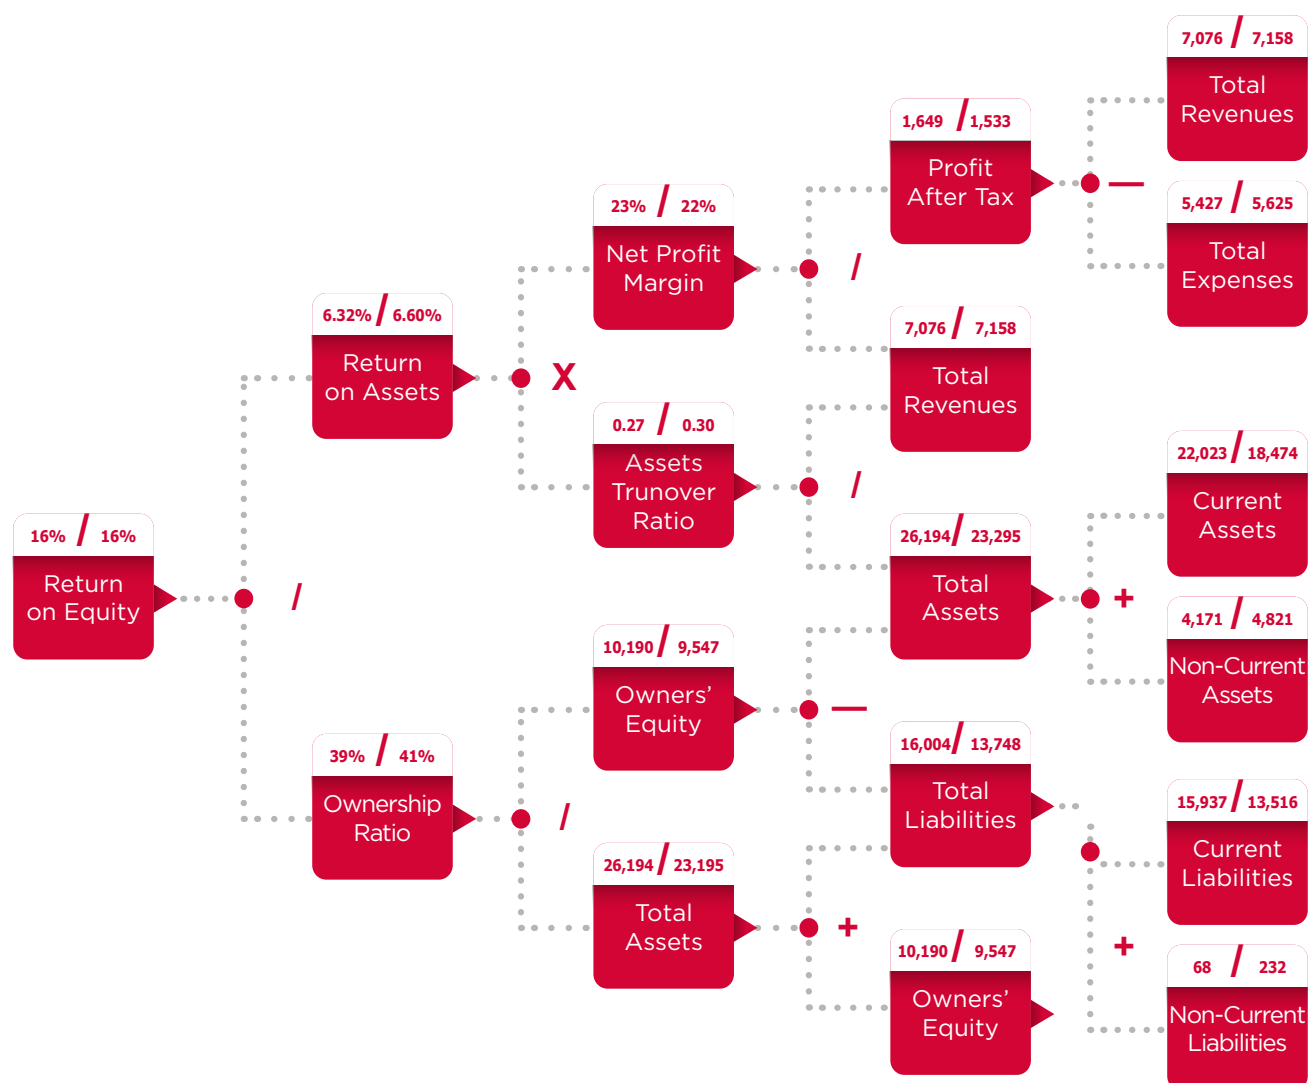 7,076 / 7,158
Total
Revenues
1,649 / 1,533
Profit
After Tax
—
5,427 / 5,625
Total
Expenses
23% / 22%
Net Profit
Margin
/
6.32% / 6.60%
Return
on Assets
7,076 / 7,158
Total
Revenues
X
0.27 / 0.30
Assets
Trunover
Ratio
/
22,023 / 18,474
Current
Assets
16% / 16%
Return
on Equity
/
26,194 / 23,295
Total
Assets
+
4,171 / 4,821
Non-Current
Assets
10,190 / 9,547
Owners’
Equity
—
39% / 41%
Ownership
Ratio
/
16,004 / 13,748
Total
Liabilities
15,937 / 13,516
Current
Liabilities
26,194 / 23,195
Total
Assets
+
10,190 / 9,547
Owners’
Equity
+
68 / 232
Non-Current
Liabilities